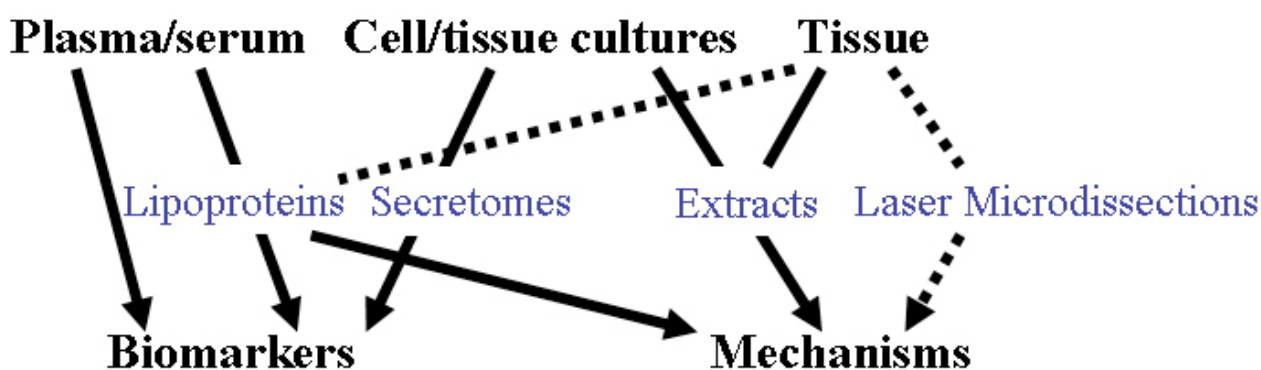 Plasma/serum Cell/tissue cultures Tissue
Lipoproteins Secretomes Extracts Laser Microdissections
Biomarkers Mechanisms